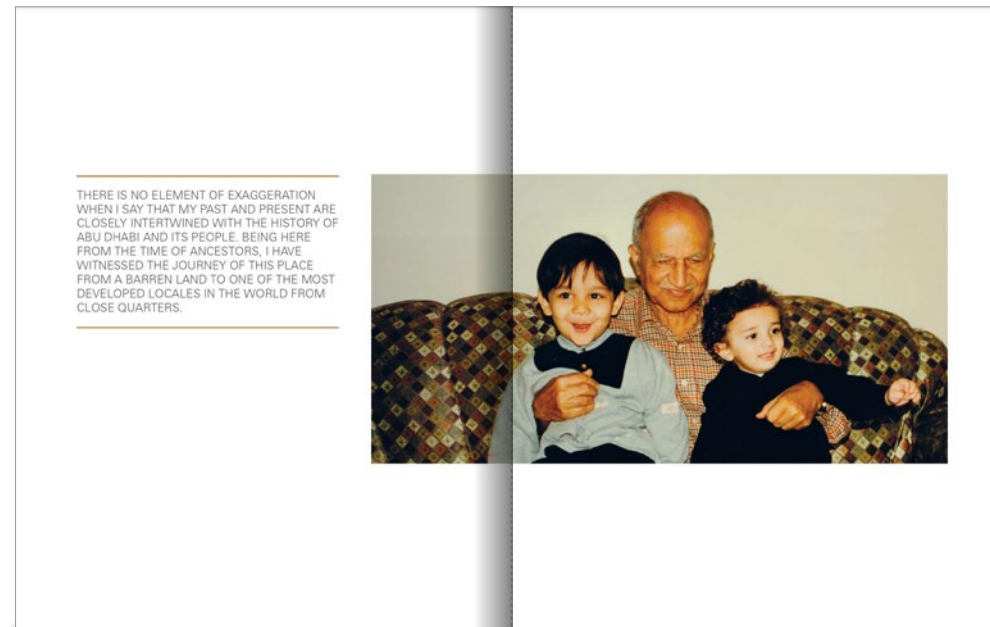 THERE IS NO ELEMENT OF EXAGGERATION
WHEN I SAY THAT MY PAST AND PRESENT ARE
CLOSELY INTERTWINED WITH THE HISTORY OF
ABU DHABI AND ITS PEOPLE. BEING HERE
FROM THE TIME OF ANCESTORS, I HAVE
WITNESSED THE JOURNEY OF THIS PLACE
FROM A BARREN LAND TO ONE OF THE MOST
DEVELOPED LOCALES IN THE WORLD FROM
CLOSE QUARTERS.